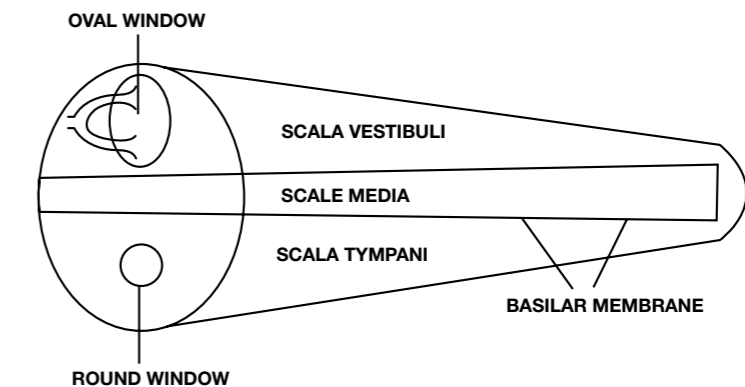 OVAL WINDOW
SCALA VESTIBULI
SCALE MEDIA
SCALA TYMPANI
BASILAR MEMBRANE
ROUND WINDOW